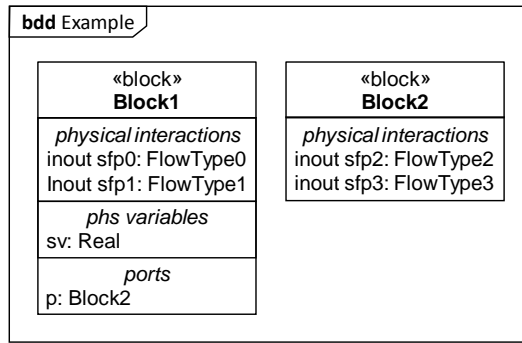 bdd Example
«block»
Block1
physical interactions
inout sfp0: FlowType0
Inout sfp1: FlowType1
phs variables
sv: Real
ports
p: Block2
«block»
Block2
physical interactions
inout sfp2: FlowType2
inout sfp3: FlowType3